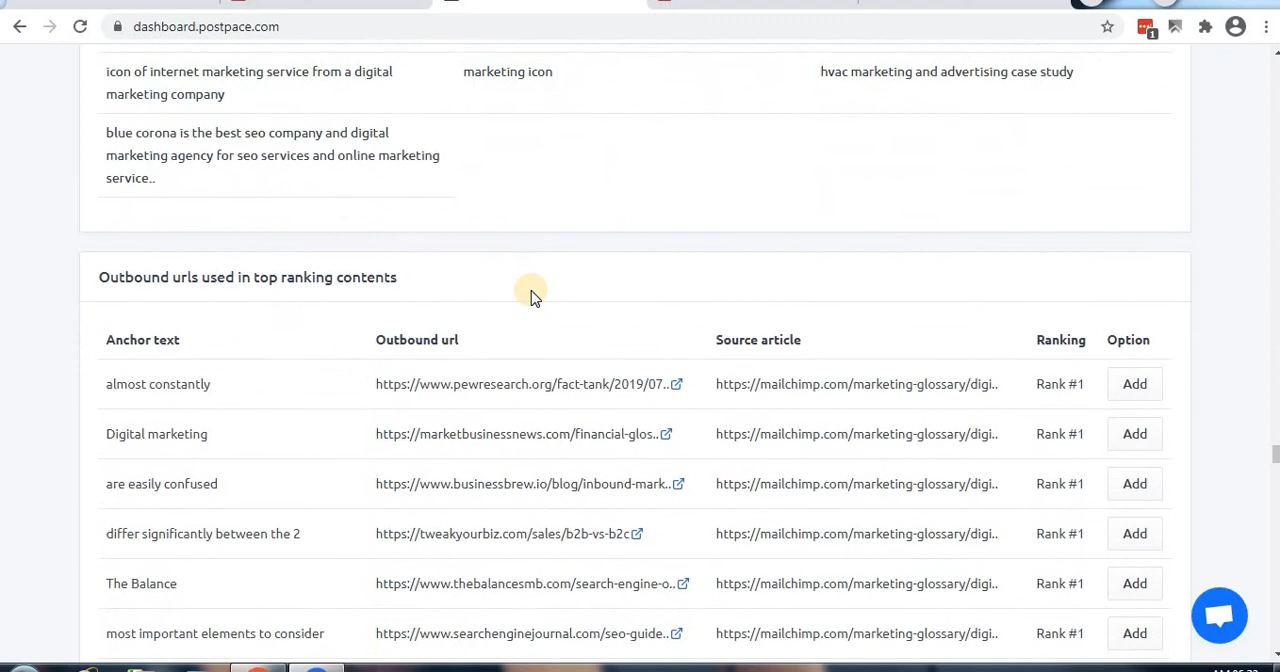 dashboard.postpace.com
1
icon of internet marketing service from a digital
marketing company
marketing icon
hvac marketing and advertising case study
blue corona is the best seo company and digital
marketing agency for seo services and online marketing
service..
Outbound urls used in top ranking contents
Anchor text Outbound url Source article Ranking Option
almost constantly https://www.pewresearch.org/fact-tank/2019/07.. https://mailchimp.com/marketing-glossary/digi.. Rank #1 Add
Digital marketing https://marketbusinessnews.com/financial-glos.. https://mailchimp.com/marketing-glossary/digi.. Rank #1 Add
are easily confused https://www.businessbrew.io/blog/inbound-mark.. https://mailchimp.com/marketing-glossary/digi.. Rank #1 Add
differ significantly between the 2 https://tweakyourbiz.com/sales/b2b-vs-b2c https://mailchimp.com/marketing-glossary/digi.. Rank #1 Add
The Balance https://www.thebalancesmb.com/search-engine-o.. https://mailchimp.com/marketing-glossary/digi.. Rank #1 Add
most important elements to consider https://www.searchenginejournal.com/seo-guide.. https://mailchimp.com/marketing-glossary/digi.. Rank #1 Add